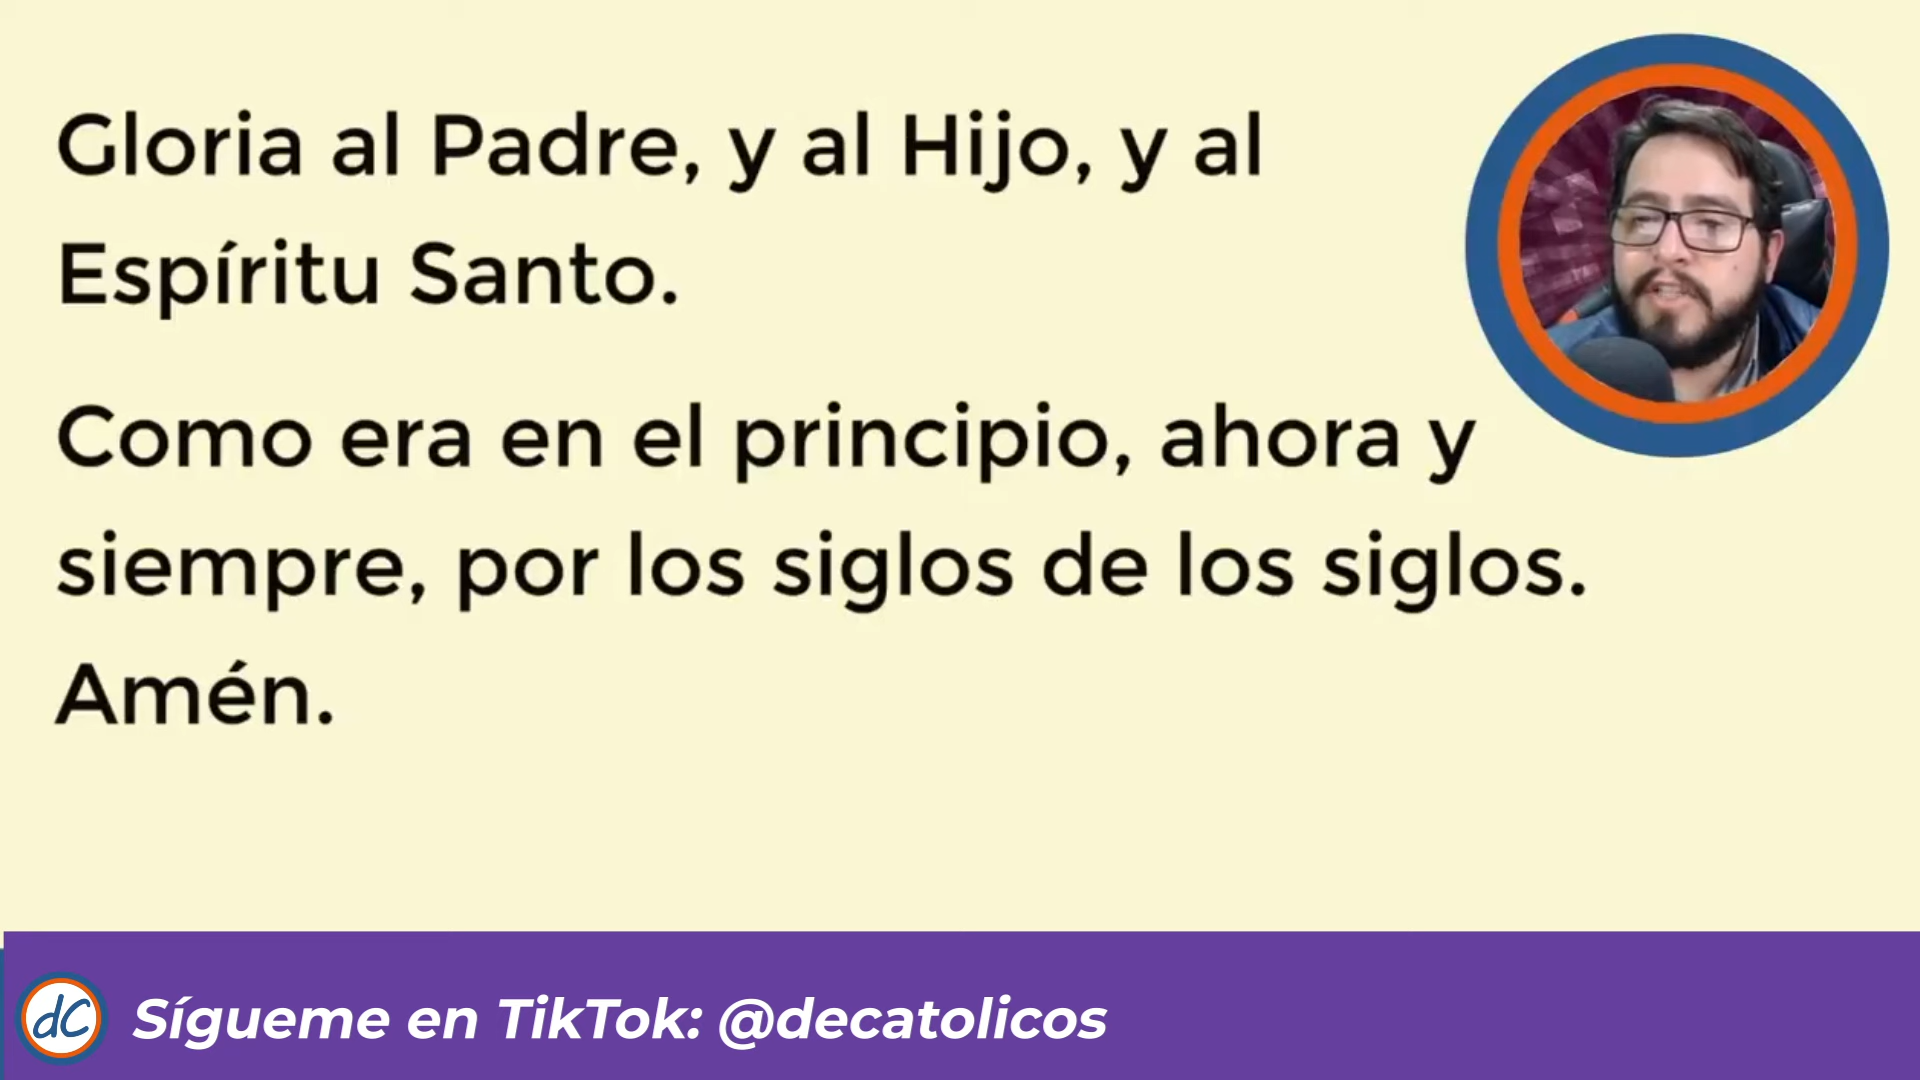 Gloria al Padre, y al Hijo, y al
Espíritu Santo.
Como era en el principio, ahora y
siempre, por los siglos de los siglos.
Amén.
dC Sígueme en TikTok: @decatolicos